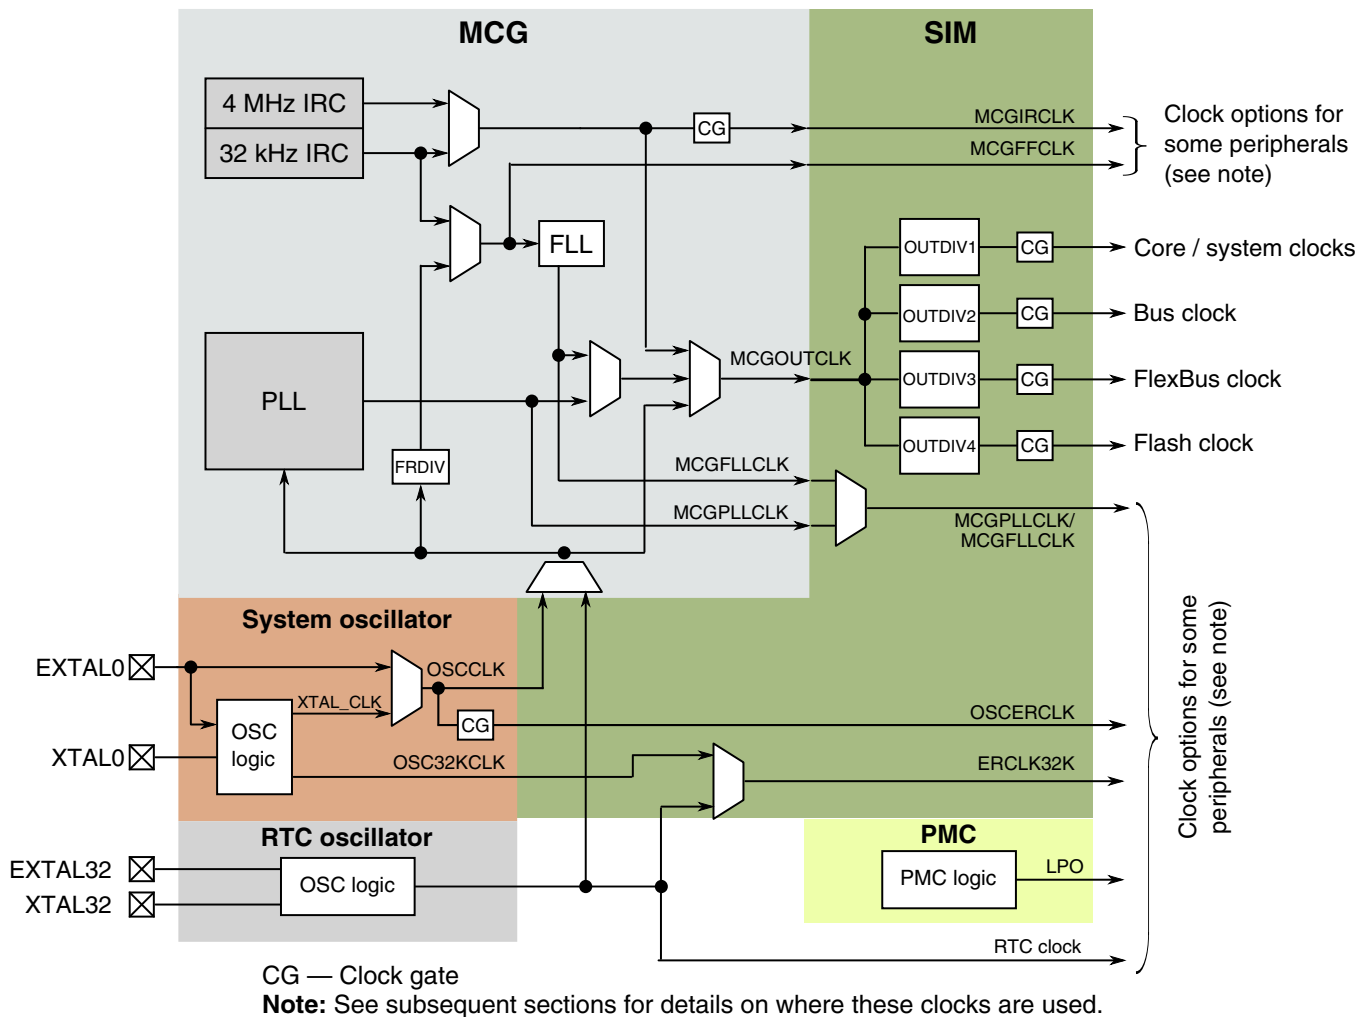 MCG
SIM
4 MHz IRC
32 kHz IRC
CG
MCGIRCLK
MCGFFCLK
Clock options for
some peripherals
(see note)
FLL
OUTDIV1
CG
Core / system clocks
OUTDIV2
CG
Bus clock
PLL
MCGOUTCLK
OUTDIV3
CG
FlexBus clock
OUTDIV4
CG
Flash clock
FRDIV
MCGFLLCLK
MCGPLLCLK
MCGPLLCLK/
MCGFLLCLK
System oscillator
EXTAL0
OSCCLK
XTAL_CLK
OSC
logic
CG
OSCERCLK
XTAL0
OSC32KCLK
ERCLK32K
Clock options for some
peripherals (see note)
RTC oscillator
PMC
EXTAL32
OSC logic
XTAL32
PMC logic
LPO
RTC clock
CG — Clock gate
Note: See subsequent sections for details on where these clocks are used.